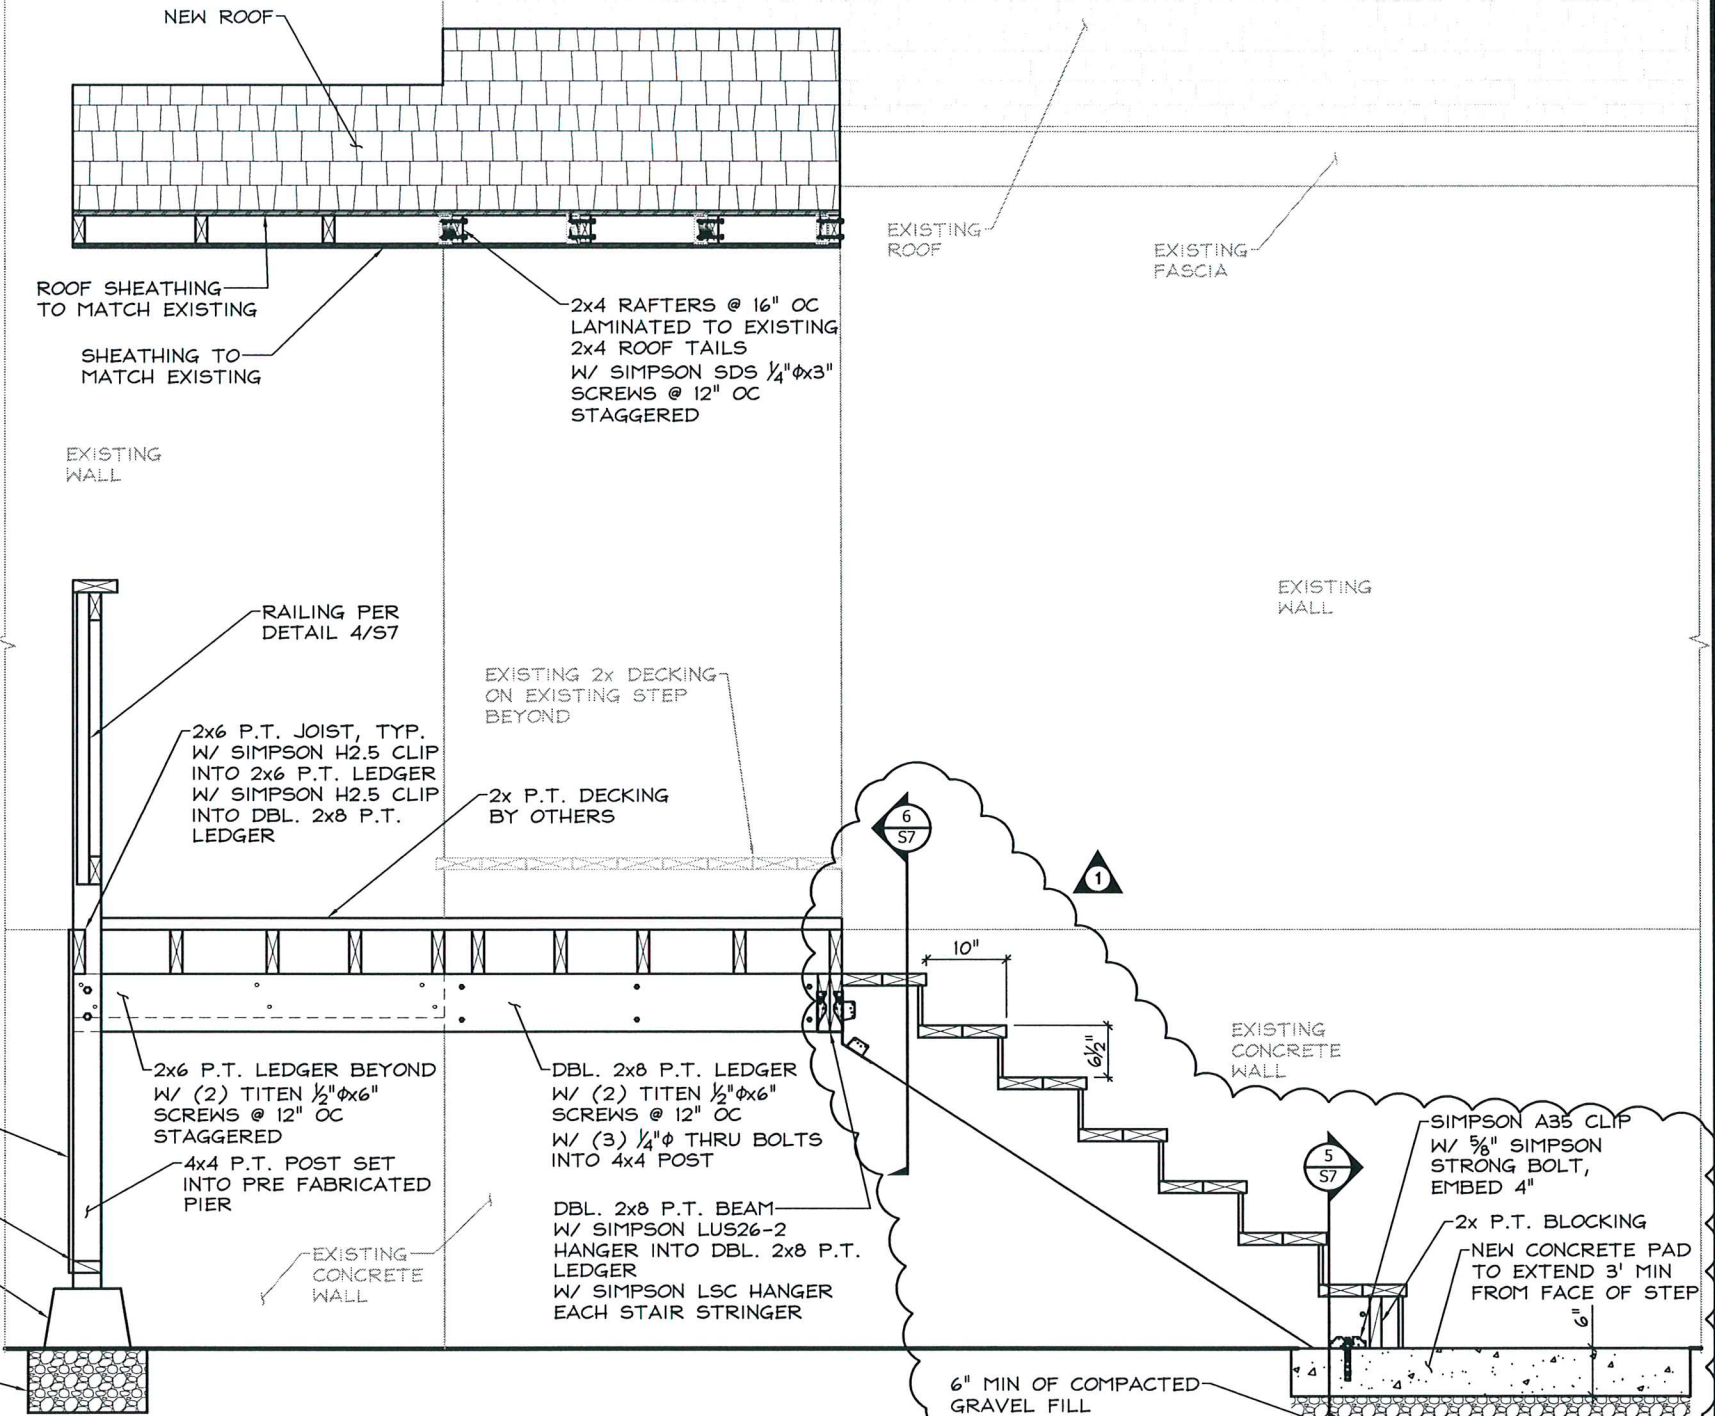 NEW ROOF
EXISTING
ROOF
EXISTING
FASCIA
ROOF SHEATHING
TO MATCH EXISTING
SHEATHING TO
MATCH EXISTING
2x4 RAFTERS @ 16" OC
LAMINATED TO EXISTING
2x4 ROOF TAILS
W/ SIMPSON SDS 1/4"ϕx3"
SCREWS @ 12" OC
STAGGERED
EXISTING
WALL
EXISTING
WALL
RAILING PER
DETAIL 4/S7
EXISTING 2x DECKING
ON EXISTING STEP
BEYOND
2x6 P.T. JOIST, TYP.
W/ SIMPSON H2.5 CLIP
INTO 2x6 P.T. LEDGER
W/ SIMPSON H2.5 CLIP
INTO DBL. 2x8 P.T.
LEDGER
2x P.T. DECKING
BY OTHERS
6
S7
1
10"
6 1/2"
EXISTING
CONCRETE
WALL
2x6 P.T. LEDGER BEYOND
W/ (2) TITEN 1/2"ϕx6"
SCREWS @ 12" OC
STAGGERED
4x4 P.T. POST SET
INTO PRE FABRICATED
PIER
DBL. 2x8 P.T. LEDGER
W/ (2) TITEN 1/2"ϕx6"
SCREWS @ 12" OC
W/ (3) 1/4"ϕ THRU BOLTS
INTO 4x4 POST
DBL. 2x8 P.T. BEAM
W/ SIMPSON LUS26-2
HANGER INTO DBL. 2x8 P.T.
LEDGER
W/ SIMPSON LSC HANGER
EACH STAIR STRINGER
EXISTING
CONCRETE
WALL
5
S7
SIMPSON A35 CLIP
W/ 5/8" SIMPSON
STRONG BOLT,
EMBED 4"
2x P.T. BLOCKING
NEW CONCRETE PAD
TO EXTEND 3' MIN
FROM FACE OF STEP
6"
6" MIN OF COMPACTED
GRAVEL FILL